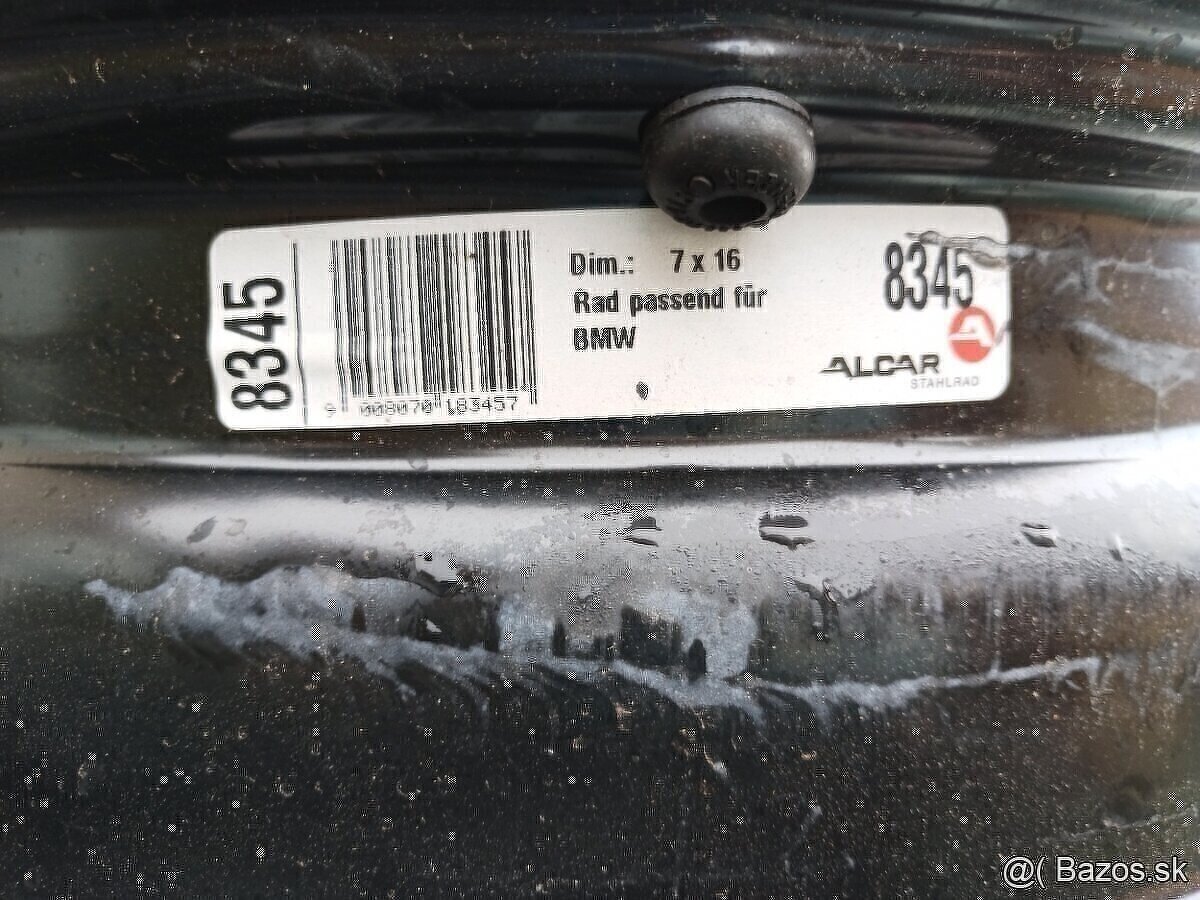 8345
9 008070 183457
Dim.: 7 x 16
Rad passend für
BMW
8345
ALCAR
STAHLRAD
@( Bazos.sk